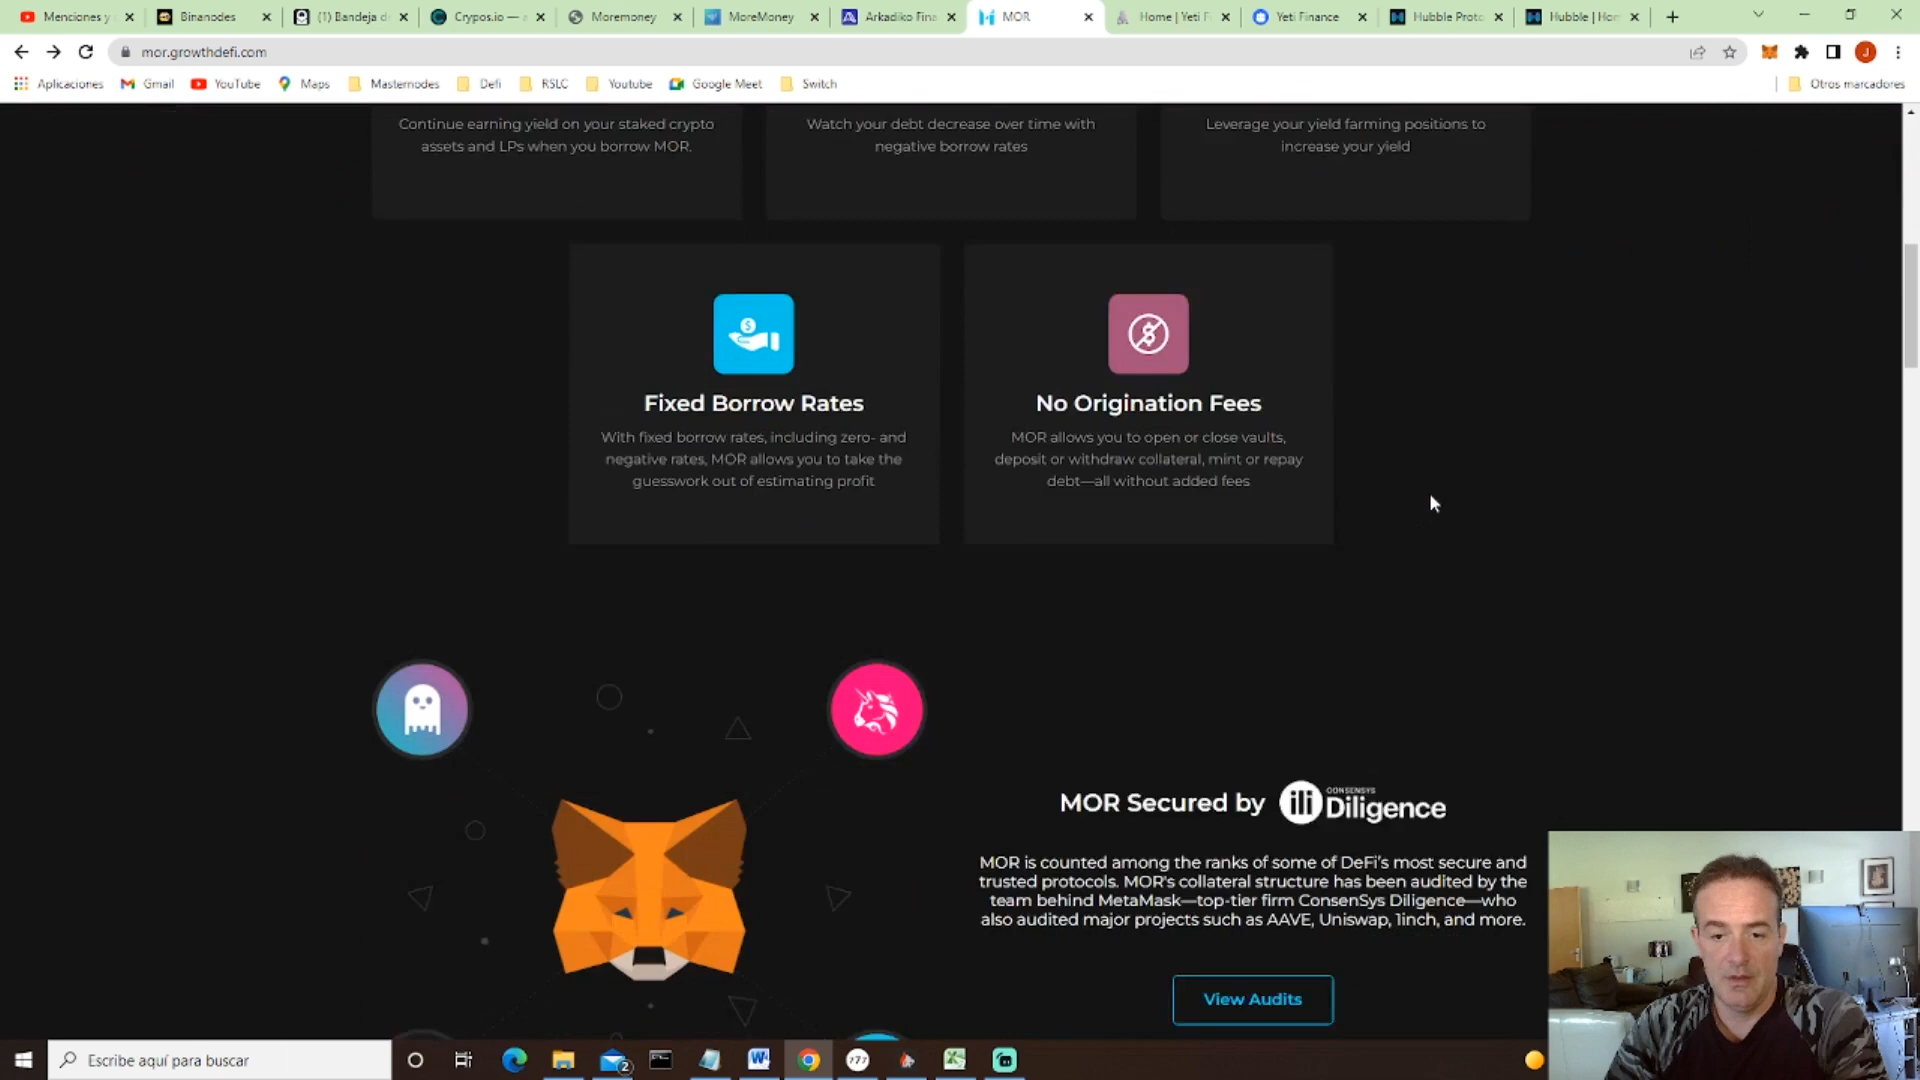 Menciones y
Binanodes
(1) Bandeja d
Crypos.io — a
Moremoney
MoreMoney
Arkadiko Fina
MOR
Home | Yeti F
Yeti Finance
Hubble Proto
Hubble | Hom
mor.growthdefi.com
J
Aplicaciones
Gmail
YouTube
Maps
Masternodes
Defi
RSLC
Youtube
Google Meet
Switch
Otros marcadores
Continue earning yield on your staked crypto
assets and LPs when you borrow MOR.
Watch your debt decrease over time with
negative borrow rates
Leverage your yield farming positions to
increase your yield
Fixed Borrow Rates
With fixed borrow rates, including zero- and
negative rates, MOR allows you to take the
guesswork out of estimating profit
No Origination Fees
MOR allows you to open or close vaults,
deposit or withdraw collateral, mint or repay
debt—all without added fees
MOR Secured by
CONSENSYS
Diligence
MOR is counted among the ranks of some of DeFi's most secure and
trusted protocols. MOR's collateral structure has been audited by the
team behind MetaMask—top-tier firm ConsenSys Diligence—who
also audited major projects such as AAVE, Uniswap, 1inch, and more.
View Audits
Escribe aquí para buscar
2
777